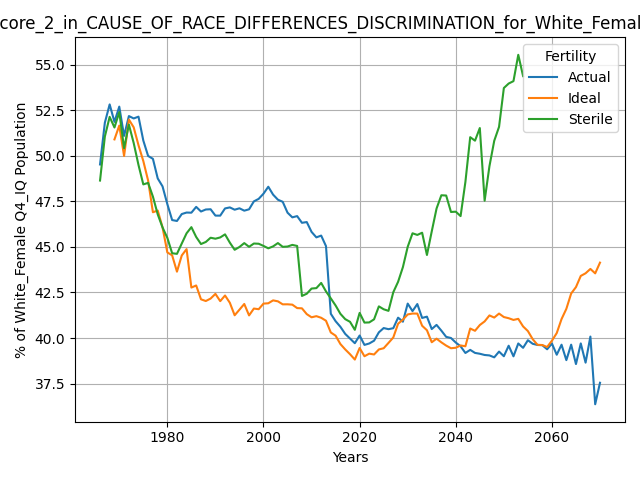 core_2_in_CAUSE_OF_RACE_DIFFERENCES_DISCRIMINATION_for_White_Femal
Fertility
Actual
Ideal
Sterile
% of White_Female Q4_IQ Population
55.0
52.5
50.0
47.5
45.0
42.5
40.0
37.5
1980
2000
2020
2040
2060
Years